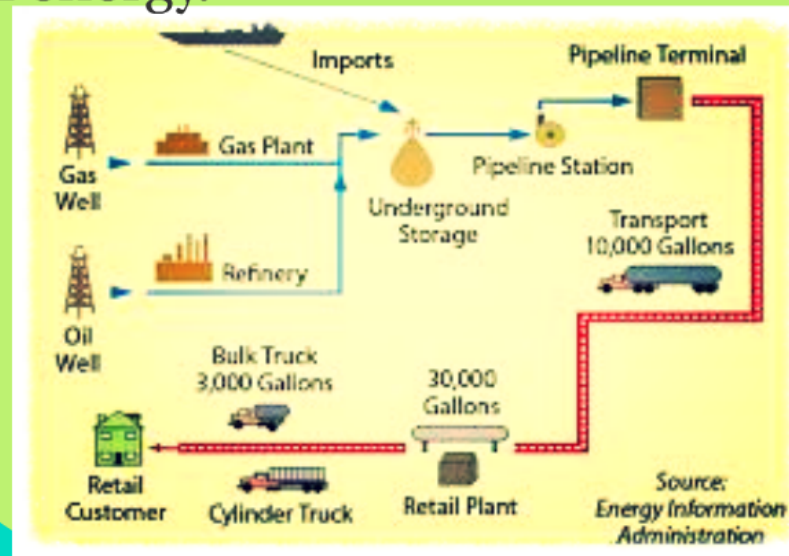 energy.
Imports
Pipeline Terminal
Gas
Well
Gas Plant
Pipeline Station
Underground
Storage
Transport
10,000 Gallons
Refinery
Oil
Well
Bulk Truck
3,000 Gallons
30,000
Gallons
Retail
Customer
Cylinder Truck
Retail Plant
Source:
Energy Information
Administration